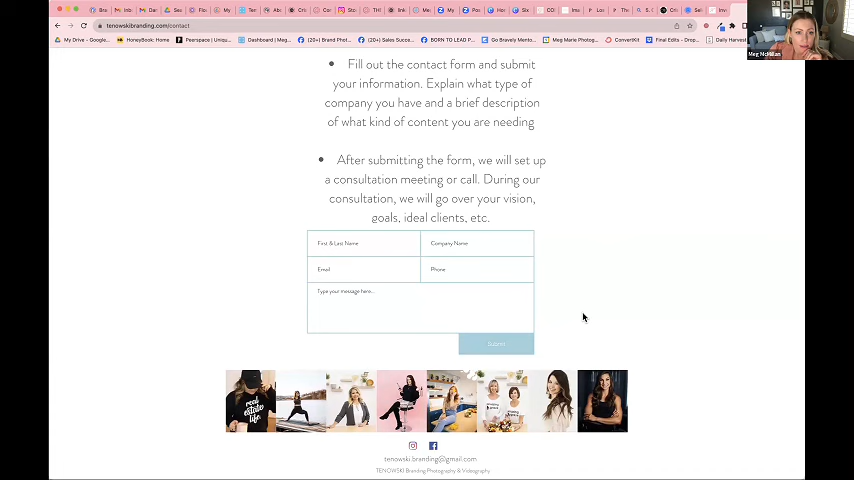 tenowskibranding.com/contact
My Drive - Google...
HoneyBook: Home
Peerspace | Uniqu...
Dashboard | Meg...
(20+) Brand Phot...
(20+) Sales Succe...
BORN TO LEAD P...
Go Bravely Mento...
Meg Marie Photog...
ConvertKit
Final Edits - Drop...
Daily Harvest
Meg McMillan
• Fill out the contact form and submit
your information. Explain what type of
company you have and a brief description
of what kind of content you are needing
• After submitting the form, we will set up
a consultation meeting or call. During our
consultation, we will go over your vision,
goals, ideal clients, etc.
First & Last Name
Company Name
Email
Phone
Type your message here...
Submit
real
estate
life.
tenowski.branding@gmail.com
TENOWSKI Branding Photography & Videography